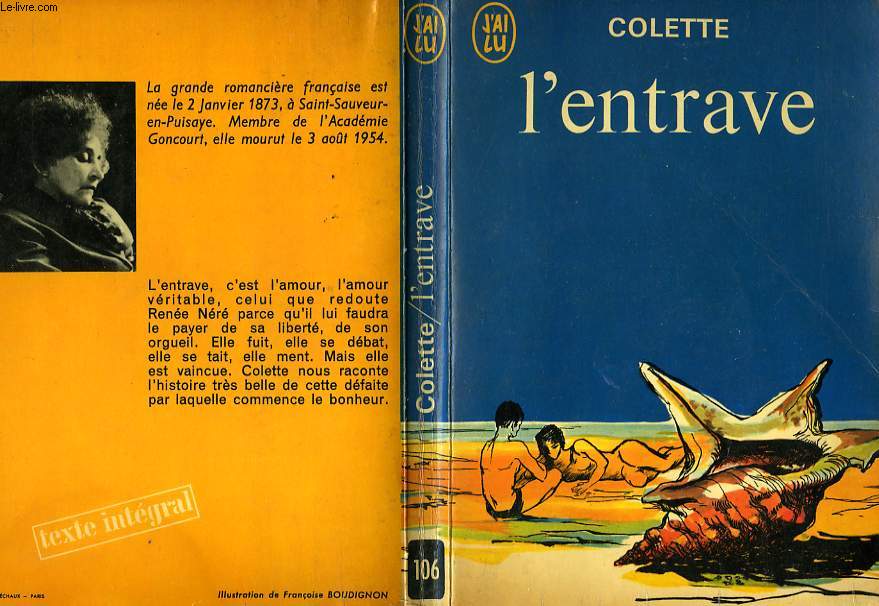 Le-livre.com
La grande romancière française est
née le 2 Janvier 1873, à Saint-Sauveur-
en-Puisaye. Membre de l'Académie
Goncourt, elle mourut le 3 août 1954.
L'entrave, c'est l'amour, l'amour
véritable, celui que redoute
Renée Néré parce qu'il lui faudra
le payer de sa liberté, de son
orgueil. Elle fuit, elle se débat,
elle se tait, elle ment. Mais elle
est vaincue. Colette nous raconte
l'histoire très belle de cette défaite
par laquelle commence le bonheur.
texte intégral
ÉCHAUX - PARIS
Illustration de Françoise BOUDIGNON
J'AI
LU
Colette/l'entrave
106
J'AI
LU
COLETTE
l'entrave